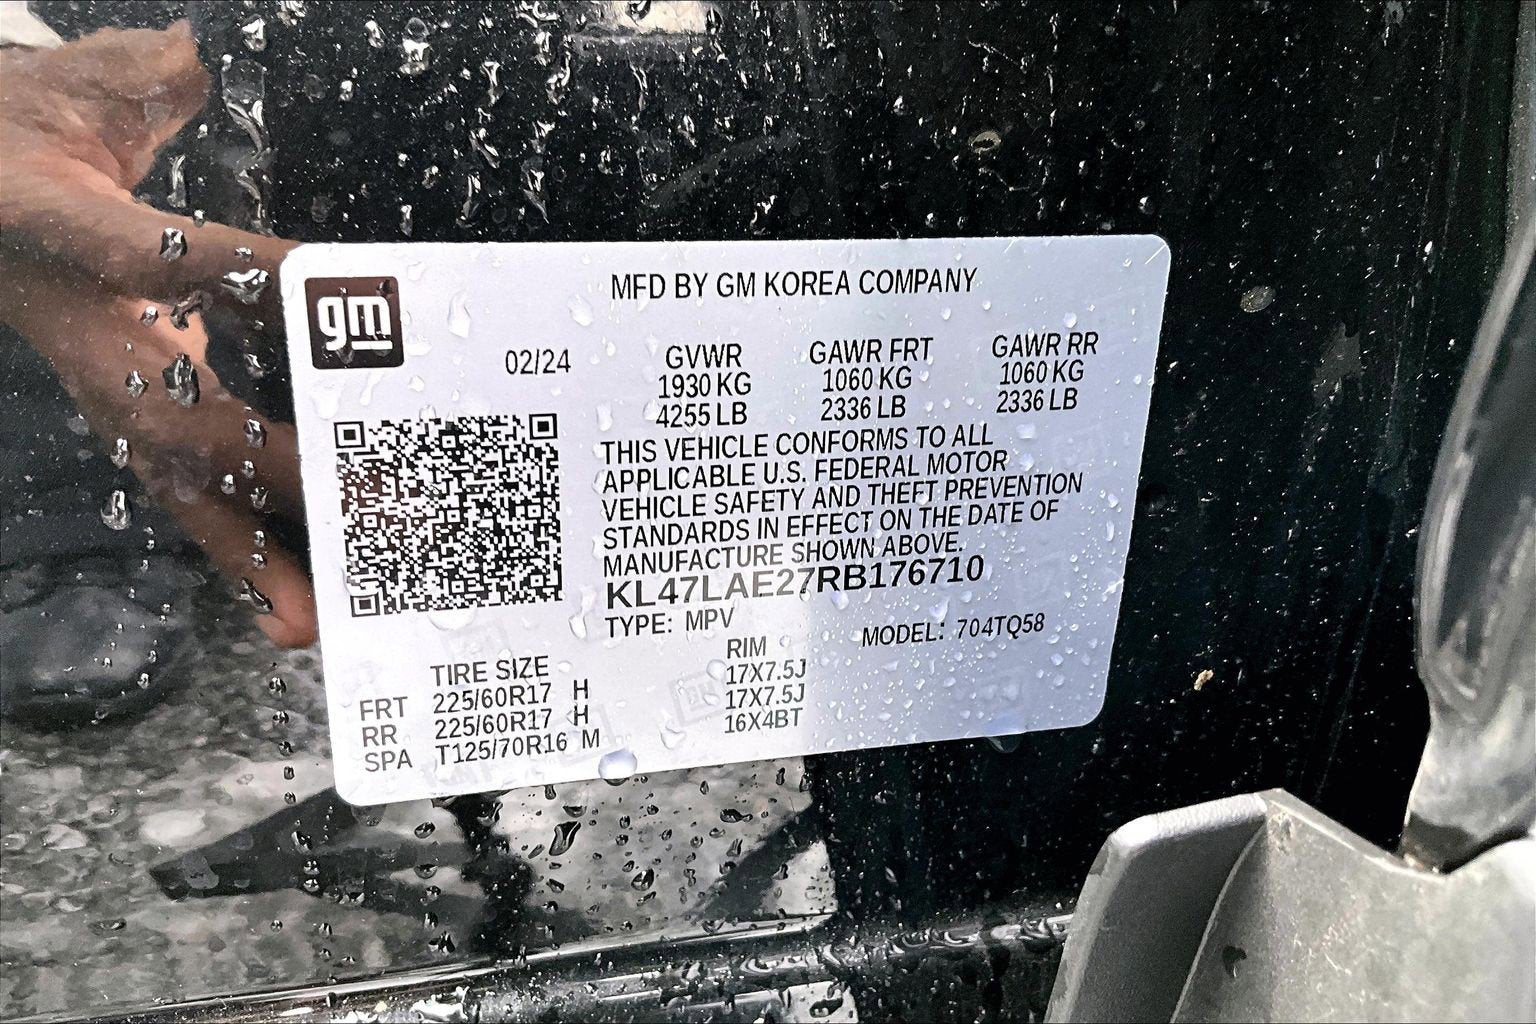 gm
MFD BY GM KOREA COMPANY
02/24
GVWR GAWR FRT GAWR RR
1930 KG 1060 KG 1060 KG
4255 LB 2336 LB 2336 LB
THIS VEHICLE CONFORMS TO ALL
APPLICABLE U.S. FEDERAL MOTOR
VEHICLE SAFETY AND THEFT PREVENTION
STANDARDS IN EFFECT ON THE DATE OF
MANUFACTURE SHOWN ABOVE.
KL47LAE27RB176710
TYPE: MPV MODEL: 704TQ58
TIRE SIZE RIM
FRT 225/60R17 H 17X7.5J
RR 225/60R17 H 17X7.5J
SPA T125/70R16 M 16X4BT